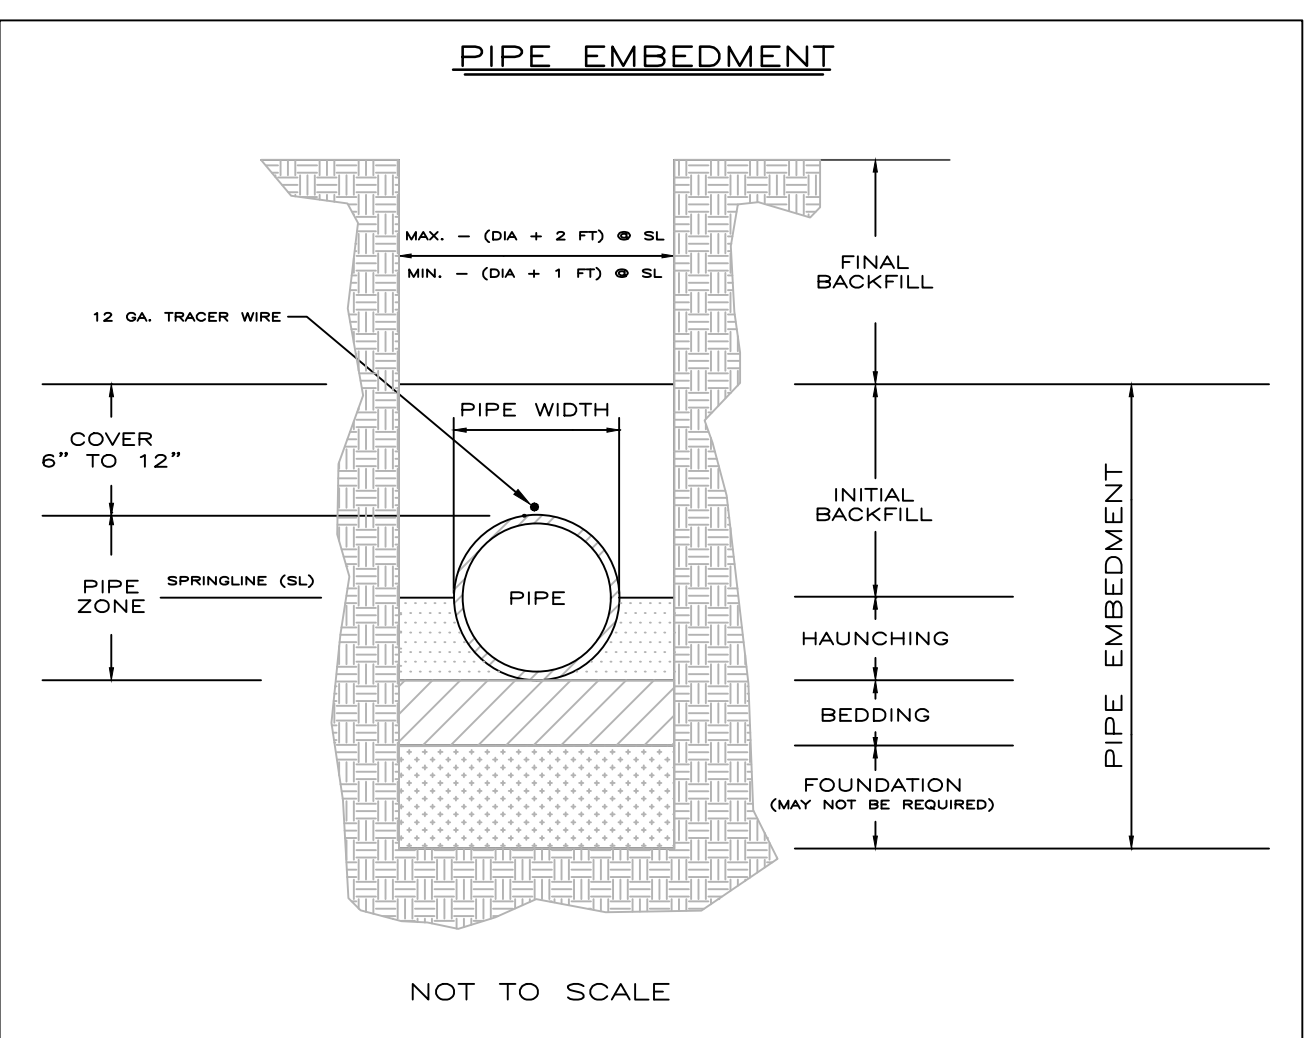 PIPE EMBEDMENT
MAX. - (DIA + 2 FT) @ SL
MIN. - (DIA + 1 FT) @ SL
FINAL
BACKFILL
12 GA. TRACER WIRE
PIPE WIDTH
COVER
6" TO 12"
INITIAL
BACKFILL
PIPE EMBEDMENT
PIPE
ZONE
SPRINGLINE (SL)
PIPE
HAUNCHING
BEDDING
FOUNDATION
(MAY NOT BE REQUIRED)
NOT TO SCALE